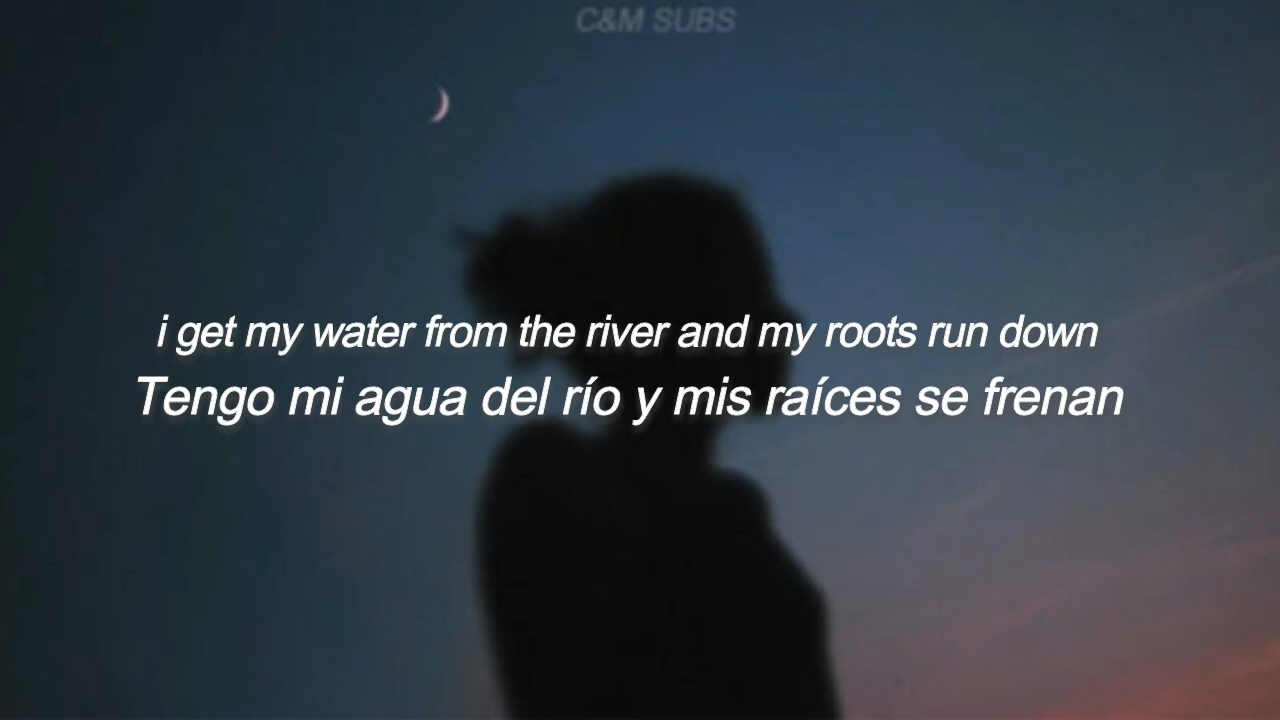 C&M SUBS
i get my water from the river and my roots run down
Tengo mi agua del río y mis raíces se frenan